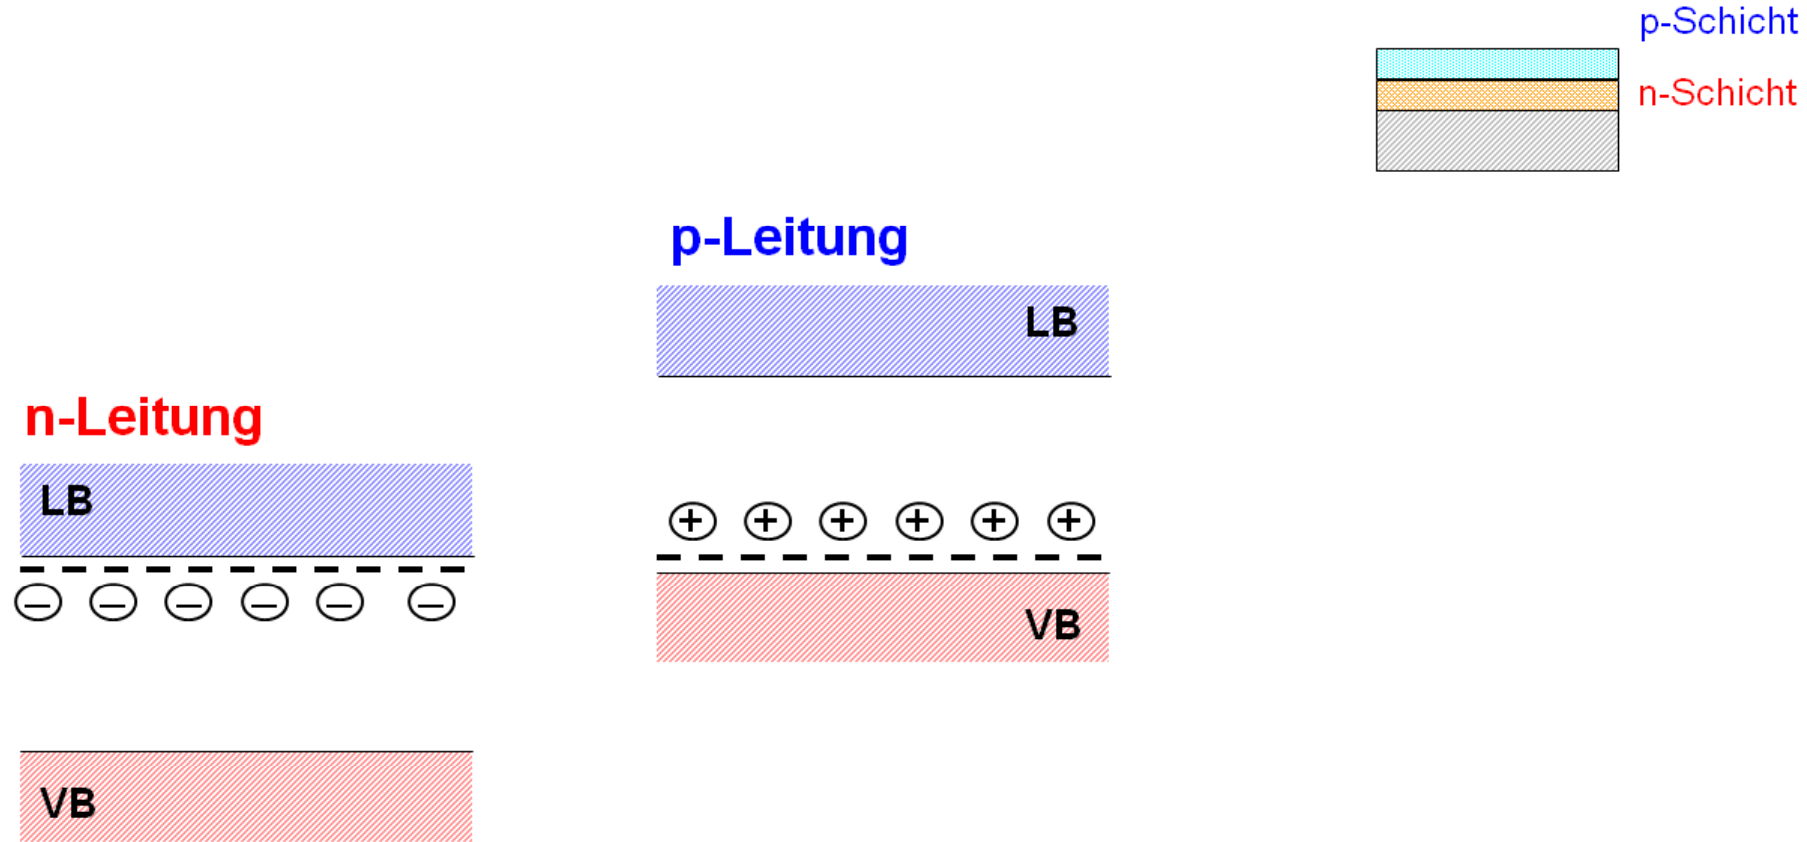 p-Schicht
n-Schicht
p-Leitung
LB
n-Leitung
LB
+ + + + + +
− − − − − −
VB
VB